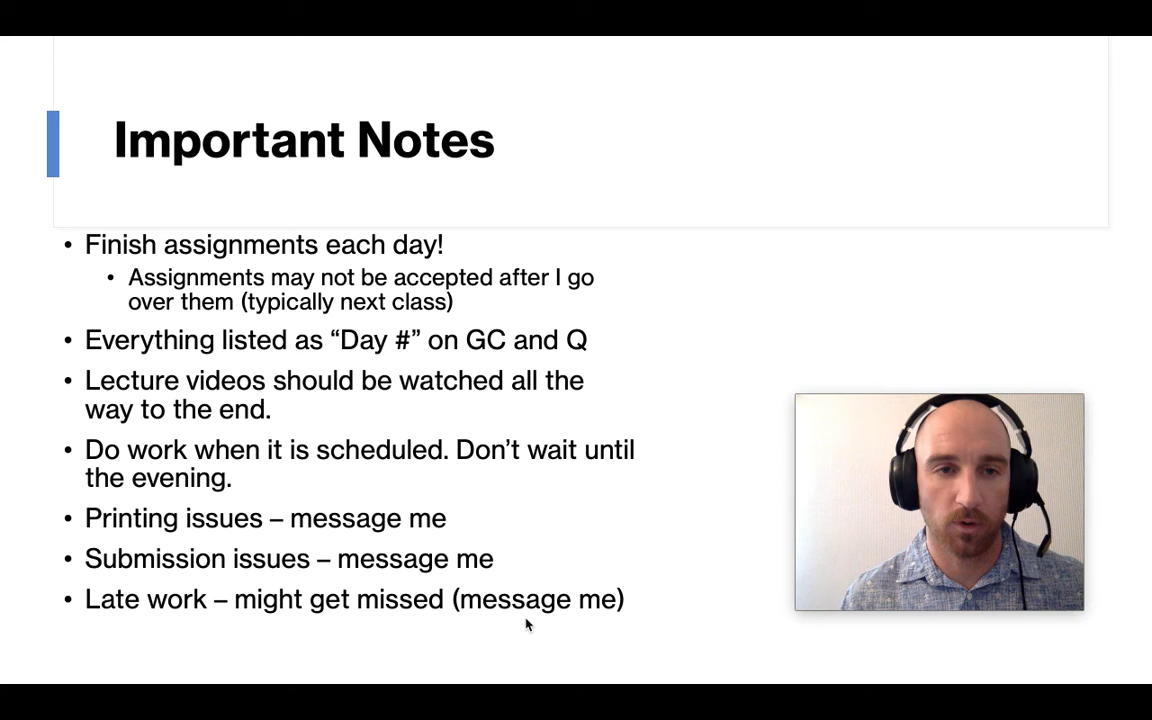 Important Notes
• Finish assignments each day!
• Assignments may not be accepted after I go
over them (typically next class)
• Everything listed as “Day #” on GC and Q
• Lecture videos should be watched all the
way to the end.
• Do work when it is scheduled. Don’t wait until
the evening.
• Printing issues – message me
• Submission issues – message me
• Late work – might get missed (message me)